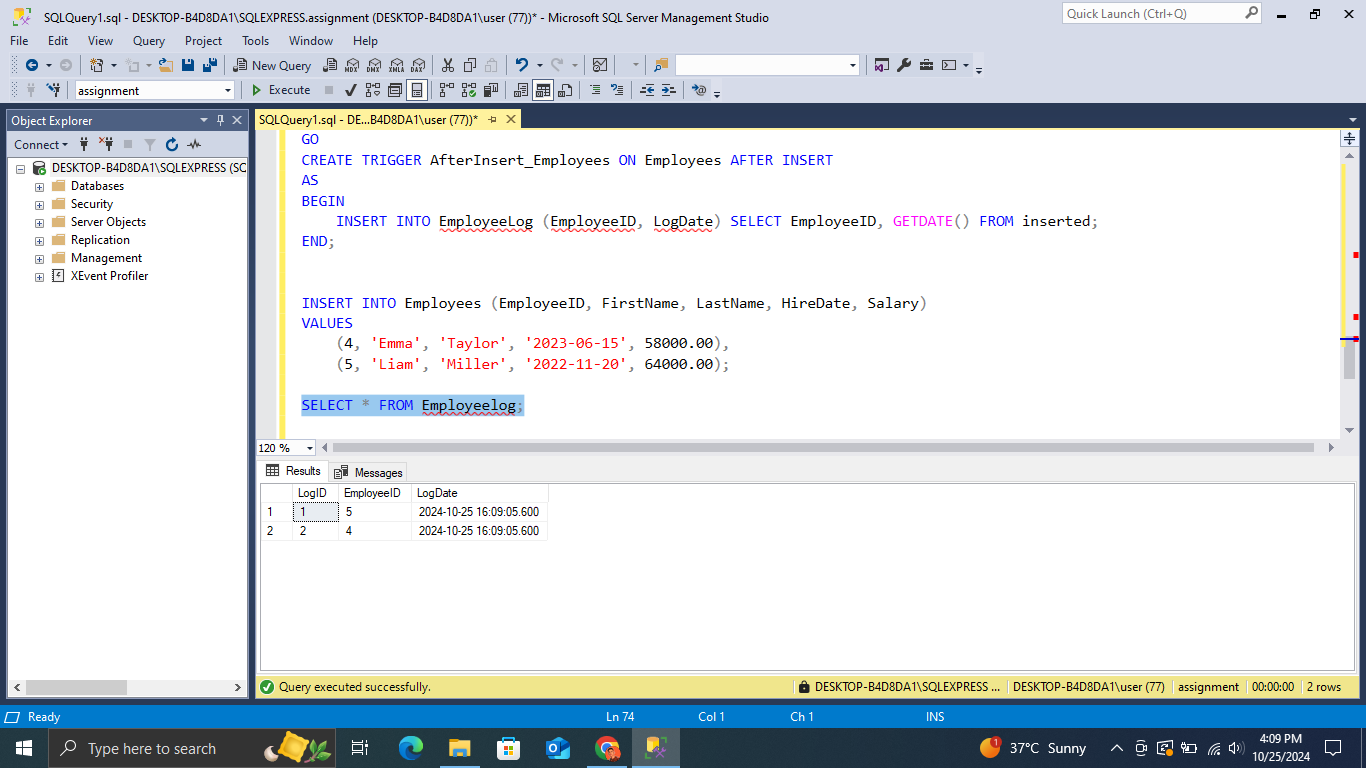 SQLQuery1.sql - DESKTOP-B4D8DA1\SQLEXPRESS.assignment (DESKTOP-B4D8DA1\user (77))* - Microsoft SQL Server Management Studio
Quick Launch (Ctrl+Q)
File Edit View Query Project Tools Window Help
New Query MDX DMX XMLA DAX
assignment Execute
Object Explorer
SQLQuery1.sql - DE...B4D8DA1\user (77))*
Connect
DESKTOP-B4D8DA1\SQLEXPRESS (SQ
Databases
Security
Server Objects
Replication
Management
XEvent Profiler
GO
CREATE TRIGGER AfterInsert_Employees ON Employees AFTER INSERT
AS
BEGIN
INSERT INTO EmployeeLog (EmployeeID, LogDate) SELECT EmployeeID, GETDATE() FROM inserted;
END;
INSERT INTO Employees (EmployeeID, FirstName, LastName, HireDate, Salary)
VALUES
(4, 'Emma', 'Taylor', '2023-06-15', 58000.00),
(5, 'Liam', 'Miller', '2022-11-20', 64000.00);
SELECT * FROM Employeelog;
120 %
Results Messages
LogID EmployeeID LogDate
1 1 5 2024-10-25 16:09:05.600
2 2 4 2024-10-25 16:09:05.600
Query executed successfully. DESKTOP-B4D8DA1\SQLEXPRESS ... DESKTOP-B4D8DA1\user (77) assignment 00:00:00 2 rows
Ready Ln 74 Col 1 Ch 1 INS
Type here to search
1 37°C Sunny
4:09 PM
10/25/2024